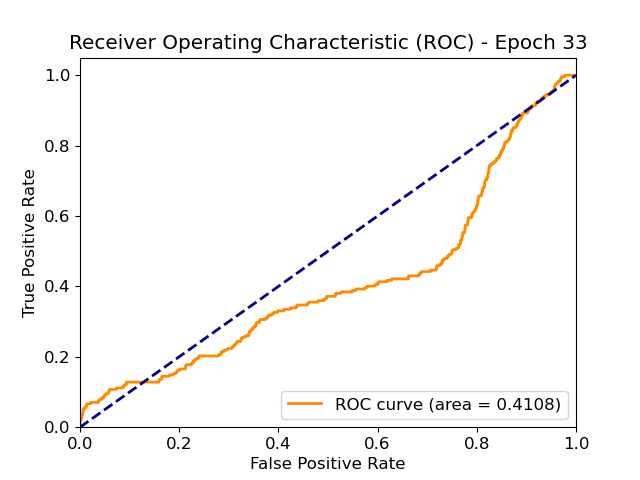 Receiver Operating Characteristic (ROC) - Epoch 33
1.0
0.8
0.6
0.4
0.2
0.0
True Positive Rate
ROC curve (area = 0.4108)
0.0 0.2 0.4 0.6 0.8 1.0
False Positive Rate